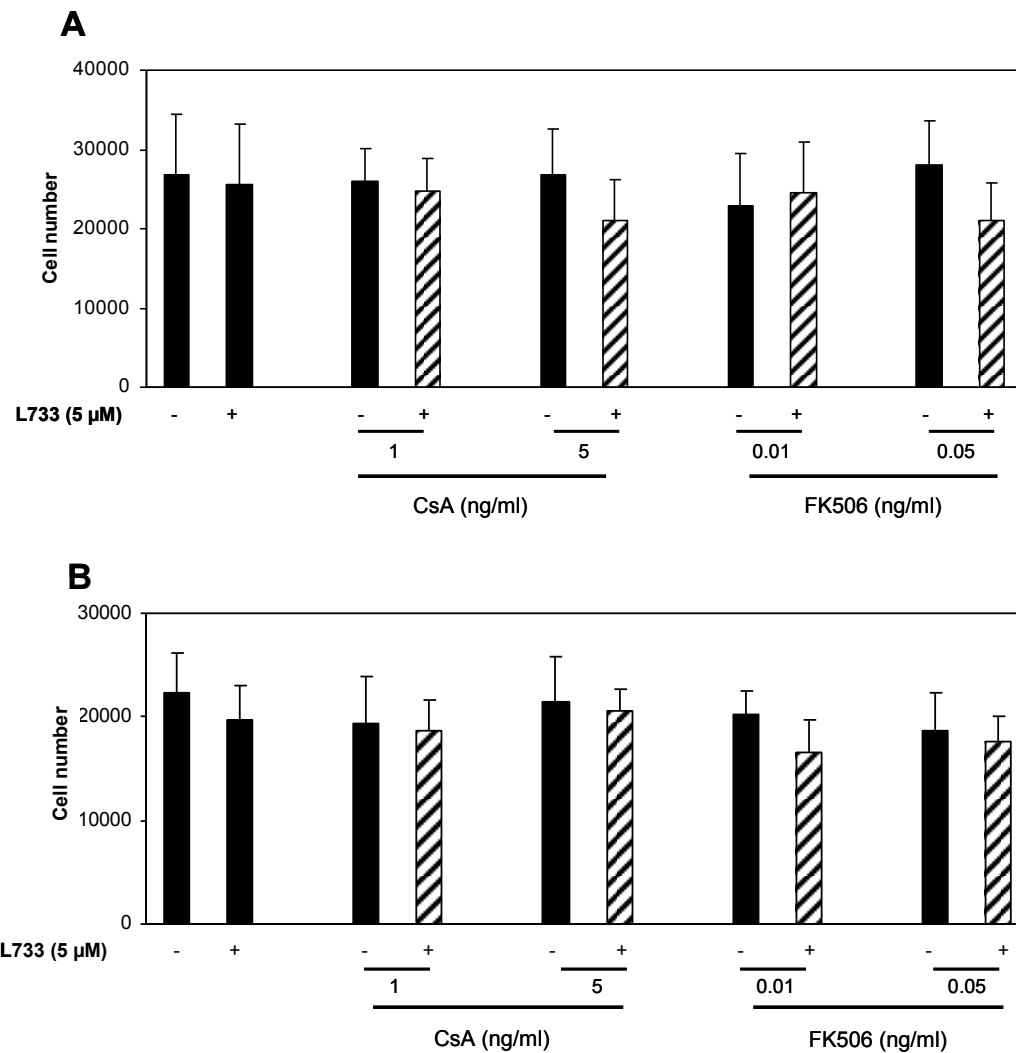 A
40000
30000
20000
10000
0
Cell number
L733 (5 µM) - + - + - + - + - +
1 5 0.01 0.05
CsA (ng/ml) FK506 (ng/ml)
B
30000
20000
10000
0
Cell number
L733 (5 µM) - + - + - + - + - +
1 5 0.01 0.05
CsA (ng/ml) FK506 (ng/ml)